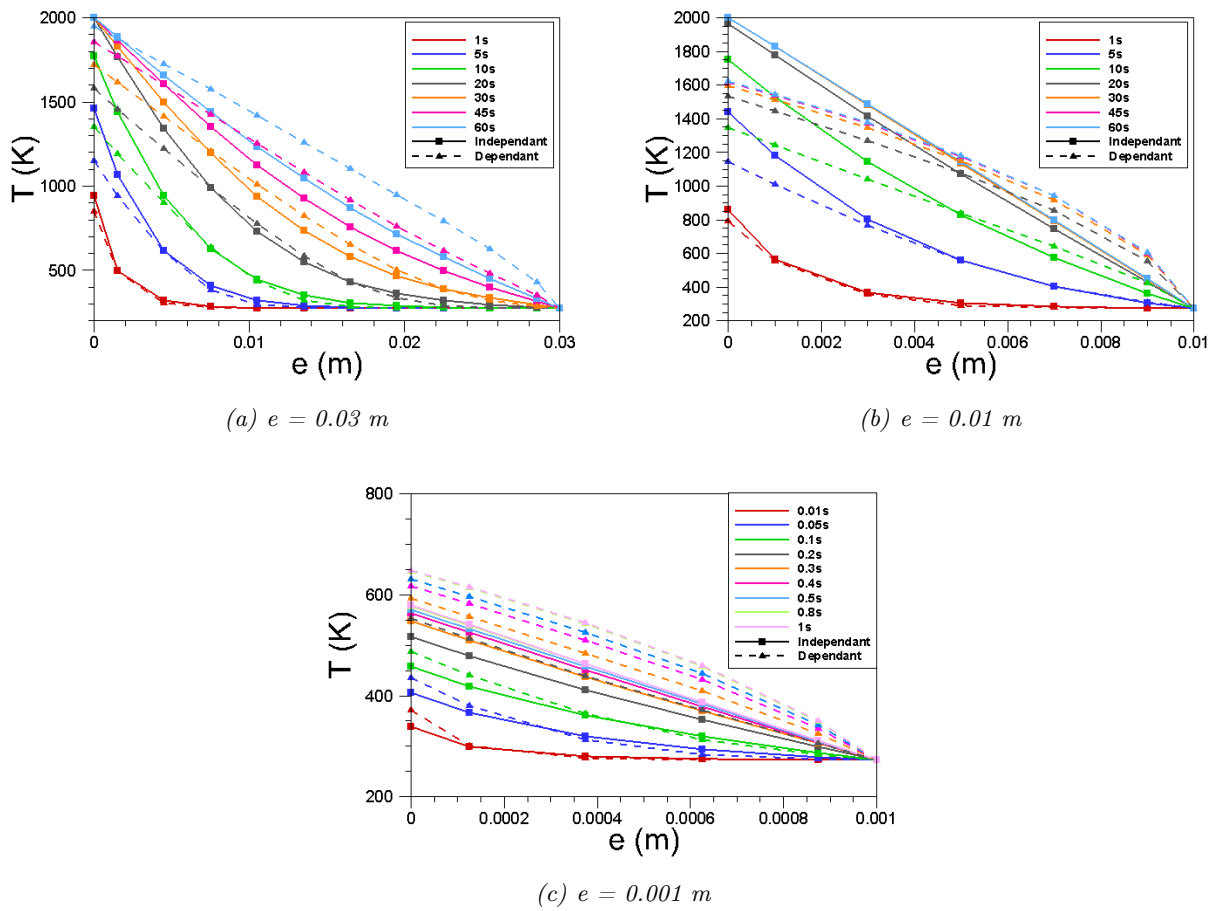 2000
1500
1000
500
T (K)
0
0.01
0.02
0.03
e (m)
1s
5s
10s
20s
30s
45s
60s
Independant
Dependant
(a) e = 0.03 m
2000
1800
1600
1400
1200
1000
800
600
400
200
T (K)
0
0.002
0.004
0.006
0.008
0.01
e (m)
1s
5s
10s
20s
30s
45s
60s
Independant
Dependant
(b) e = 0.01 m
800
600
400
200
T (K)
0
0.0002
0.0004
0.0006
0.0008
0.001
e (m)
0.01s
0.05s
0.1s
0.2s
0.3s
0.4s
0.5s
0.8s
1s
Independant
Dependant
(c) e = 0.001 m